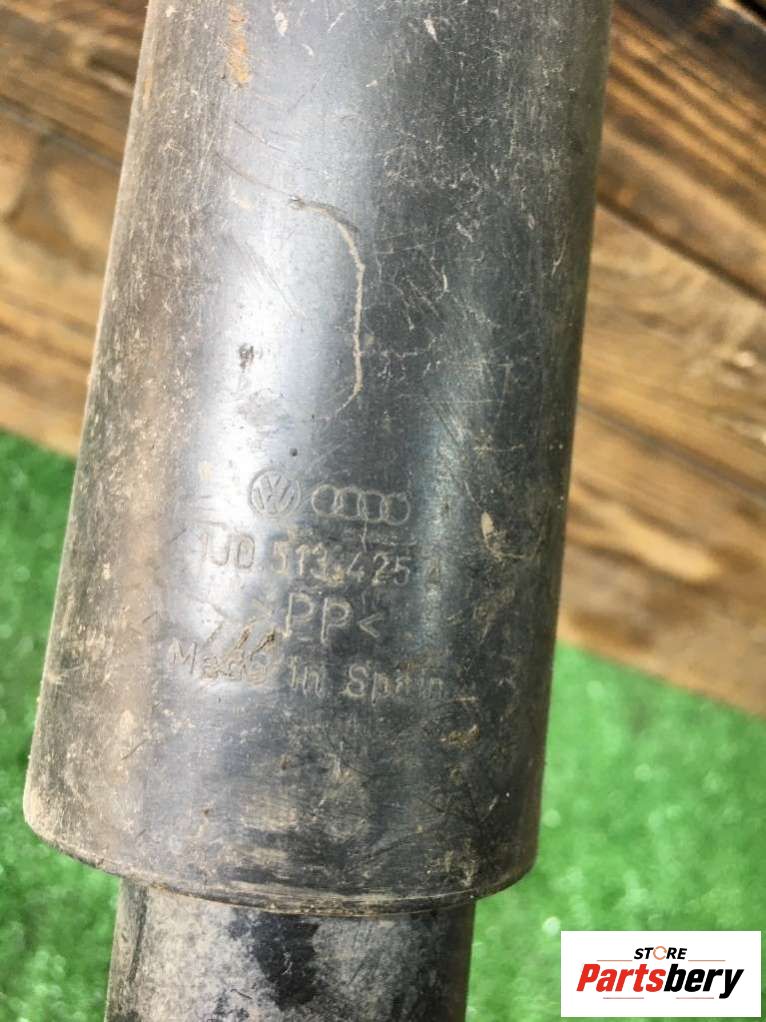 1J0 513 425 A
>PP<
Made in Spain
STORE
Partsbery